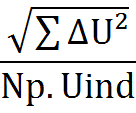 √∑ΔU²
Np. Uind